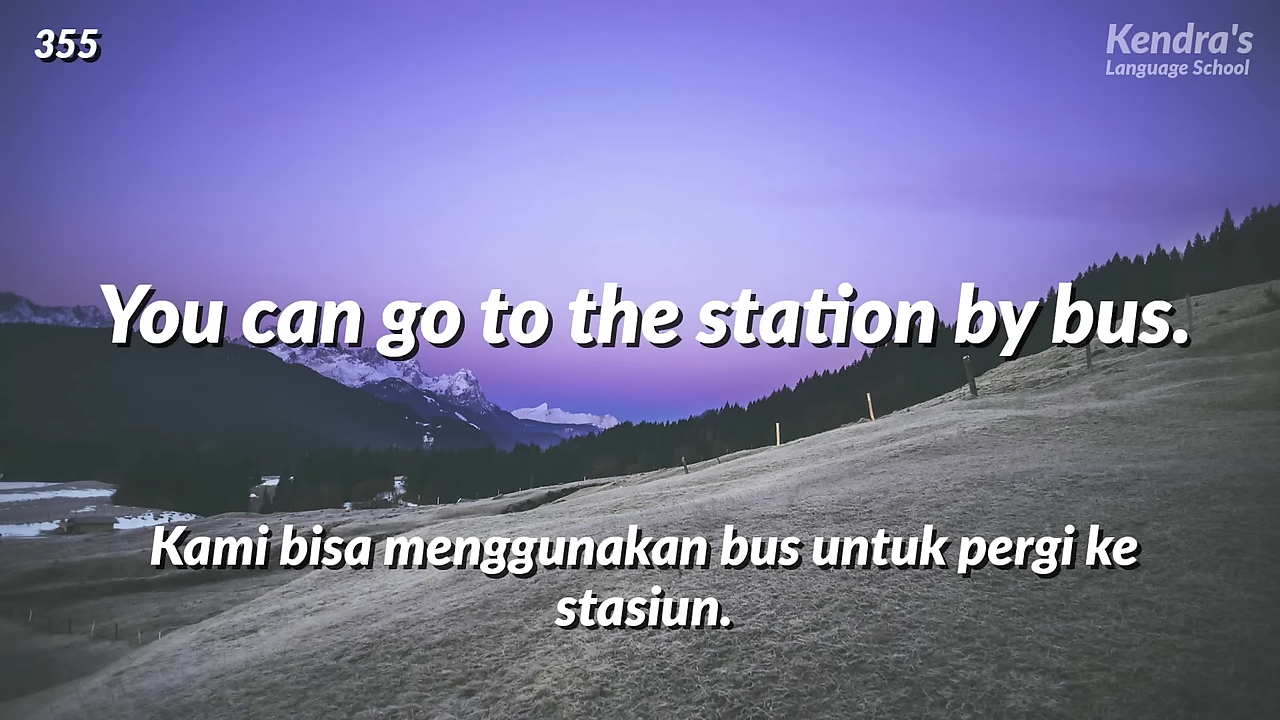 355
Kendra's
Language School
You can go to the station by bus.
Kami bisa menggunakan bus untuk pergi ke
stasiun.